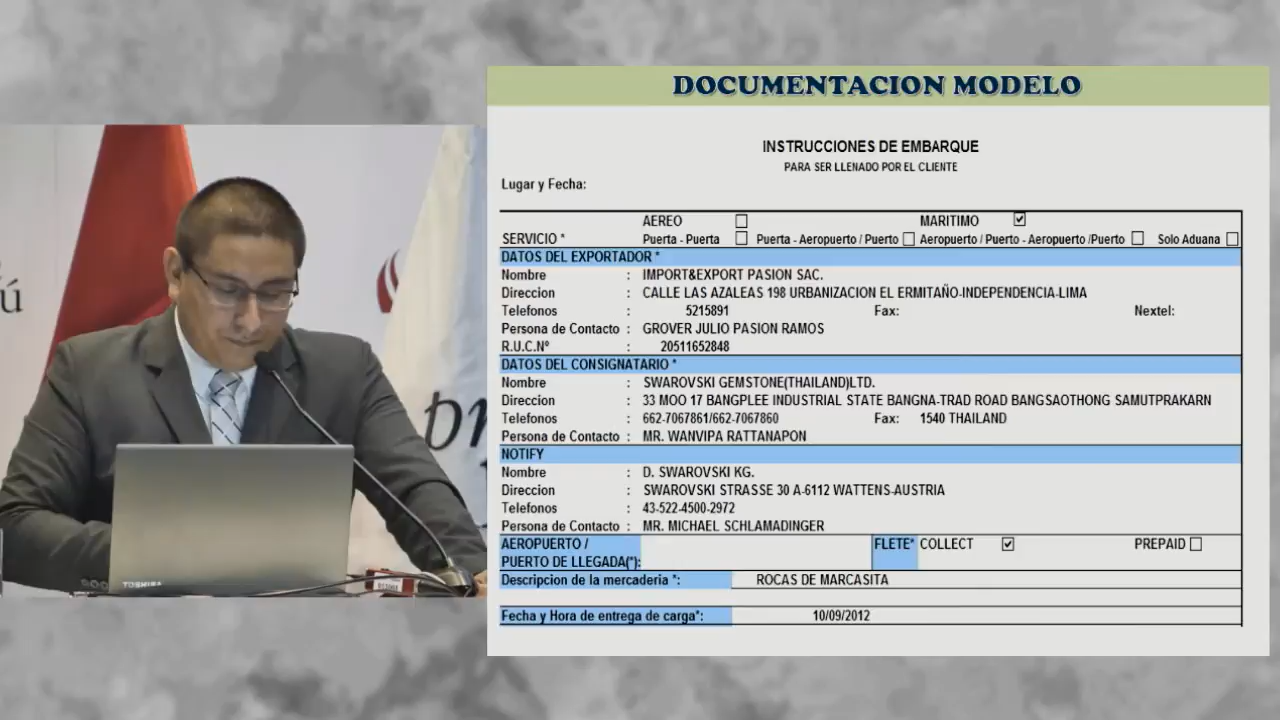 DOCUMENTACION MODELO
INSTRUCCIONES DE EMBARQUE
PARA SER LLENADO POR EL CLIENTE
Lugar y Fecha:
AEREO MARITIMO
SERVICIO * Puerta - Puerta Puerta - Aeropuerto / Puerto Aeropuerto / Puerto - Aeropuerto /Puerto Solo Aduana
DATOS DEL EXPORTADOR *
Nombre : IMPORT&EXPORT PASION SAC.
Direccion : CALLE LAS AZALEAS 198 URBANIZACION EL ERMITAÑO-INDEPENDENCIA-LIMA
Telefonos : 5215891 Fax: Nextel:
Persona de Contacto : GROVER JULIO PASION RAMOS
R.U.C.Nº : 20511652848
DATOS DEL CONSIGNATARIO *
Nombre : SWAROVSKI GEMSTONE(THAILAND)LTD.
Direccion : 33 MOO 17 BANGPLEE INDUSTRIAL STATE BANGNA-TRAD ROAD BANGSAOTHONG SAMUTPRAKARN
Telefonos : 662-7067861/662-7067860 Fax: 1540 THAILAND
Persona de Contacto : MR. WANVIPA RATTANAPON
NOTIFY
Nombre : D. SWAROVSKI KG.
Direccion : SWAROVSKI STRASSE 30 A-6112 WATTENS-AUSTRIA
Telefonos : 43-522-4500-2972
Persona de Contacto : MR. MICHAEL SCHLAMADINGER
AEROPUERTO / FLETE* COLLECT PREPAID
PUERTO DE LLEGADA(*):
Descripcion de la mercaderia *: ROCAS DE MARCASITA
Fecha y Hora de entrega de carga*: 10/09/2012
ú
pr
TOSHIBA